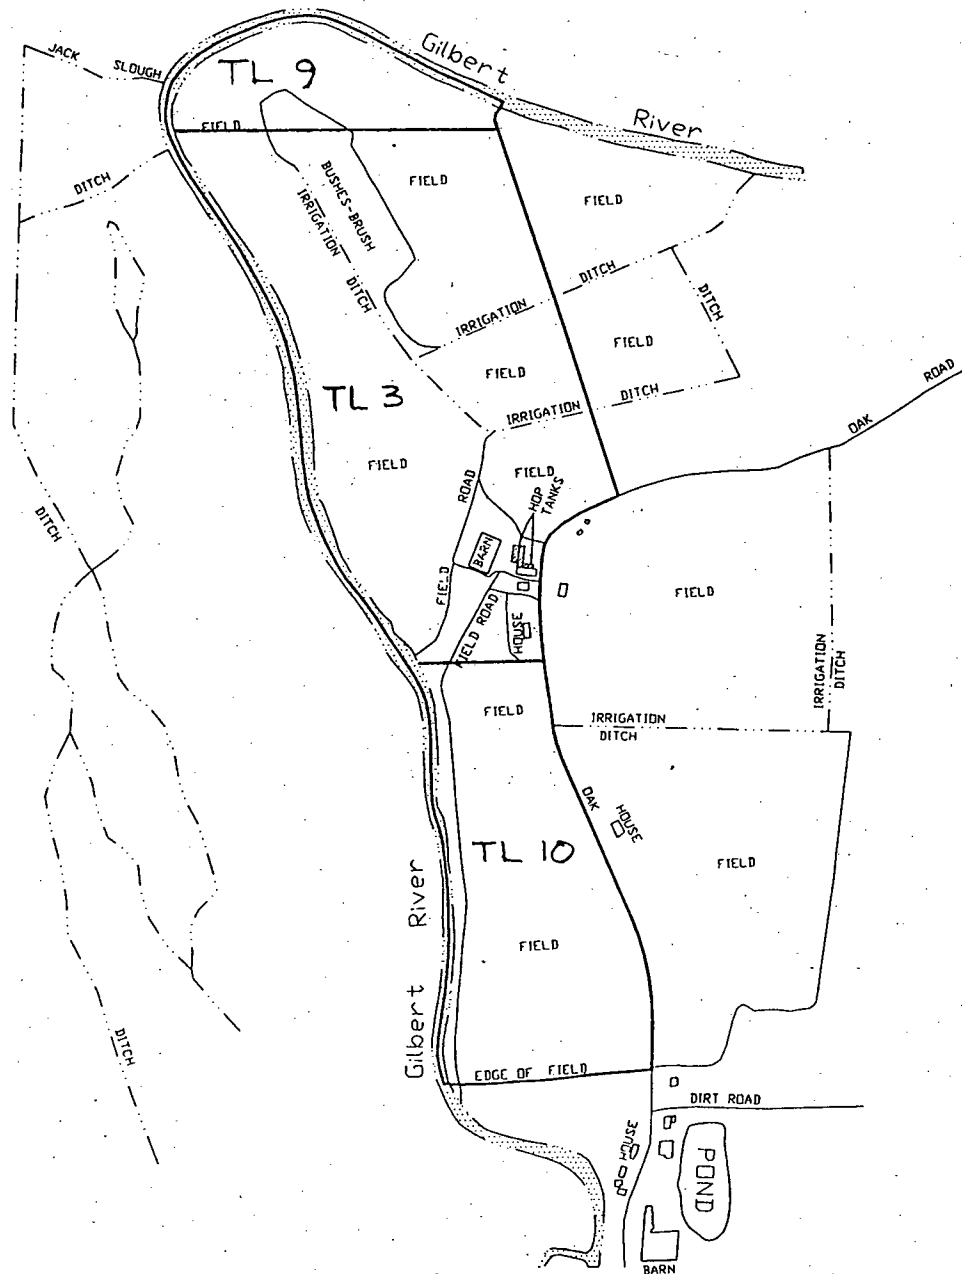 Gilbert
River
JACK
SLOUGH
TL 9
FIELD
DITCH
BUSHES-BRUSH
IRRIGATION
DITCH
FIELD
FIELD
IRRIGATION
DITCH
DITCH
FIELD
FIELD
IRRIGATION
DITCH
TL 3
OAK
ROAD
FIELD
ROAD
FIELD
HOP
TANKS
DITCH
BARN
FIELD
FIELD ROAD
HOUSE
FIELD
IRRIGATION
DITCH
FIELD
IRRIGATION
DITCH
OAK
HOUSE
TL 10
FIELD
Gilbert River
FIELD
DITCH
EDGE OF FIELD
DIRT ROAD
HOUSE
POND
BARN